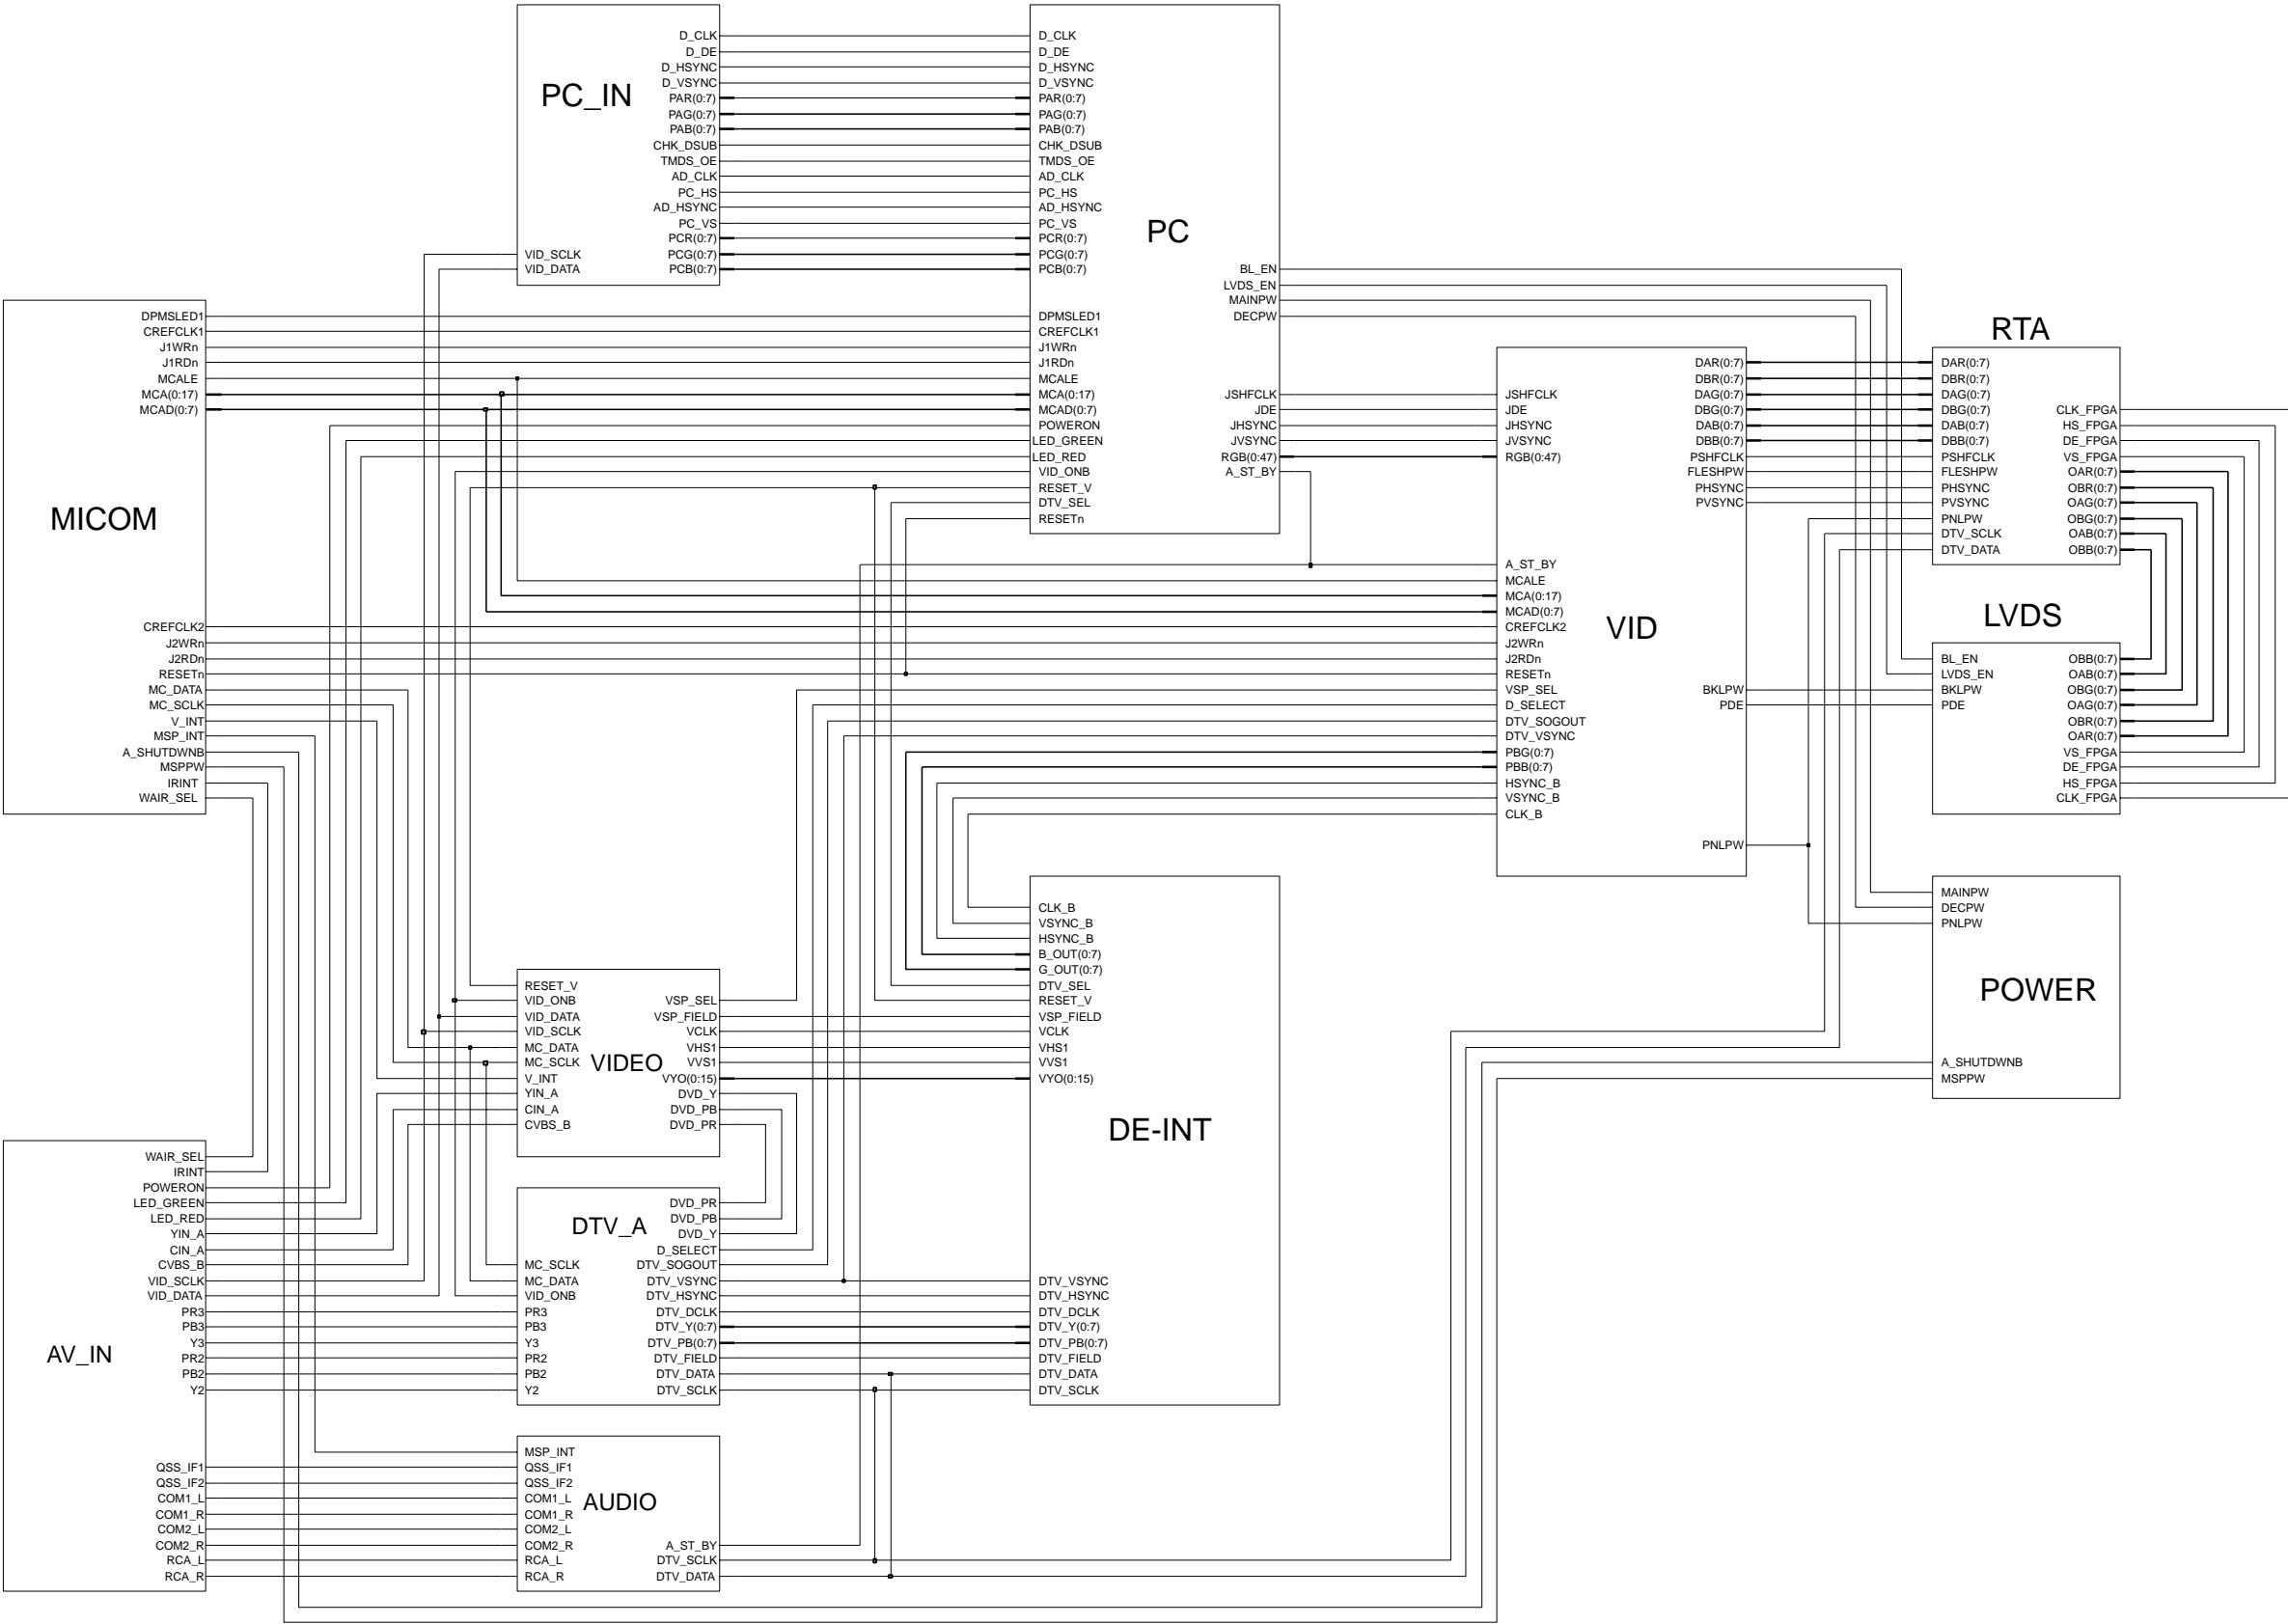 PC_IN
D_CLK
D_DE
D_HSYNC
D_VSYNC
PAR(0:7)
PAG(0:7)
PAB(0:7)
CHK_DSUB
TMDS_OE
AD_CLK
PC_HS
AD_HSYNC
PC_VS
PCR(0:7)
PCG(0:7)
PCB(0:7)
VID_SCLK
VID_DATA
PC
D_CLK
D_DE
D_HSYNC
D_VSYNC
PAR(0:7)
PAG(0:7)
PAB(0:7)
CHK_DSUB
TMDS_OE
AD_CLK
PC_HS
AD_HSYNC
PC_VS
PCR(0:7)
PCG(0:7)
PCB(0:7)
DPMSLED1
CREFCLK1
J1WRn
J1RDn
MCALE
MCA(0:17)
MCAD(0:7)
POWERON
LED_GREEN
LED_RED
VID_ONB
RESET_V
DTV_SEL
RESETn
BL_EN
LVDS_EN
MAINPW
DECPW
JSHFCLK
JDE
JHSYNC
JVSYNC
RGB(0:47)
A_ST_BY
MICOM
DPMSLED1
CREFCLK1
J1WRn
J1RDn
MCALE
MCA(0:17)
MCAD(0:7)
CREFCLK2
J2WRn
J2RDn
RESETn
MC_DATA
MC_SCLK
V_INT
MSP_INT
A_SHUTDWNB
MSPPW
IRINT
WAIR_SEL
VID
JSHFCLK
JDE
JHSYNC
JVSYNC
RGB(0:47)
A_ST_BY
MCALE
MCA(0:17)
MCAD(0:7)
CREFCLK2
J2WRn
J2RDn
RESETn
VSP_SEL
D_SELECT
DTV_SOGOUT
DTV_VSYNC
PBG(0:7)
PBB(0:7)
HSYNC_B
VSYNC_B
CLK_B
DAR(0:7)
DBR(0:7)
DAG(0:7)
DBG(0:7)
DAB(0:7)
DBB(0:7)
PSHFCLK
FLESHPW
PHSYNC
PVSYNC
BKLPW
PDE
PNLPW
RTA
DAR(0:7)
DBR(0:7)
DAG(0:7)
DBG(0:7)
DAB(0:7)
DBB(0:7)
PSHFCLK
FLESHPW
PHSYNC
PVSYNC
PNLPW
DTV_SCLK
DTV_DATA
CLK_FPGA
HS_FPGA
DE_FPGA
VS_FPGA
OAR(0:7)
OBR(0:7)
OAG(0:7)
OBG(0:7)
OAB(0:7)
OBB(0:7)
LVDS
BL_EN
LVDS_EN
BKLPW
PDE
OBB(0:7)
OAB(0:7)
OBG(0:7)
OAG(0:7)
OBR(0:7)
OAR(0:7)
VS_FPGA
DE_FPGA
HS_FPGA
CLK_FPGA
POWER
MAINPW
DECPW
PNLPW
A_SHUTDWNB
MSPPW
VIDEO
RESET_V
VID_ONB
VID_DATA
VID_SCLK
MC_DATA
MC_SCLK
V_INT
YIN_A
CIN_A
CVBS_B
VSP_SEL
VSP_FIELD
VCLK
VHS1
VVS1
VYO(0:15)
DVD_Y
DVD_PB
DVD_PR
DE-INT
CLK_B
VSYNC_B
HSYNC_B
B_OUT(0:7)
G_OUT(0:7)
DTV_SEL
RESET_V
VSP_FIELD
VCLK
VHS1
VVS1
VYO(0:15)
DTV_VSYNC
DTV_HSYNC
DTV_DCLK
DTV_Y(0:7)
DTV_PB(0:7)
DTV_FIELD
DTV_DATA
DTV_SCLK
AV_IN
WAIR_SEL
IRINT
POWERON
LED_GREEN
LED_RED
YIN_A
CIN_A
CVBS_B
VID_SCLK
VID_DATA
PR3
PB3
Y3
PR2
PB2
Y2
QSS_IF1
QSS_IF2
COM1_L
COM1_R
COM2_L
COM2_R
RCA_L
RCA_R
DTV_A
MC_SCLK
MC_DATA
VID_ONB
PR3
PB3
Y3
PR2
PB2
Y2
DVD_PR
DVD_PB
DVD_Y
D_SELECT
DTV_SOGOUT
DTV_VSYNC
DTV_HSYNC
DTV_DCLK
DTV_Y(0:7)
DTV_PB(0:7)
DTV_FIELD
DTV_DATA
DTV_SCLK
AUDIO
MSP_INT
QSS_IF1
QSS_IF2
COM1_L
COM1_R
COM2_L
COM2_R
RCA_L
RCA_R
A_ST_BY
DTV_SCLK
DTV_DATA